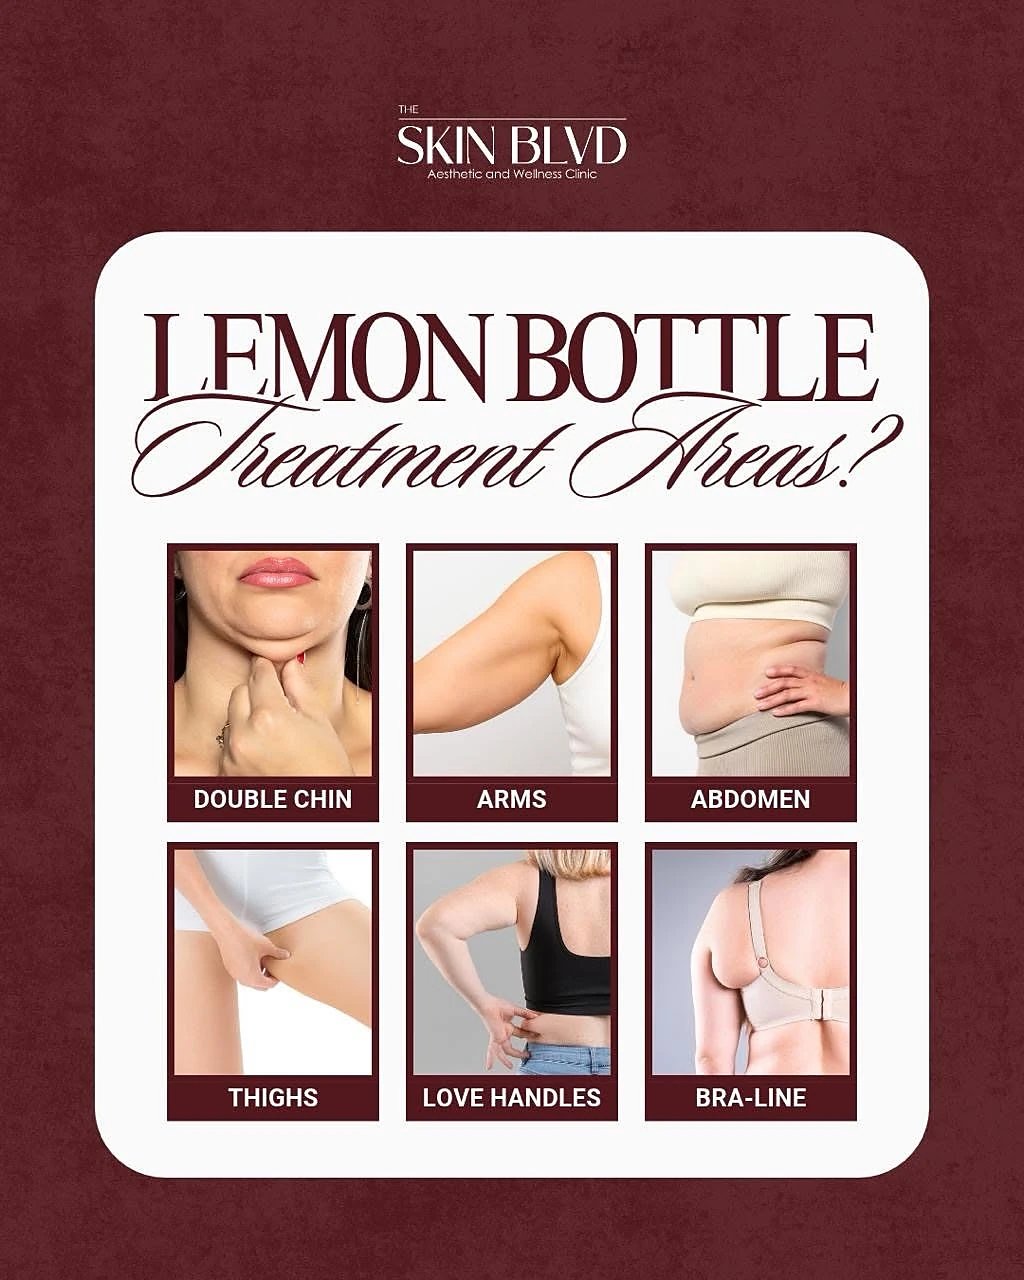 THE
SKIN BLVD
Aesthetic and Wellness Clinic
LEMON BOTTLE
Treatment Areas?
DOUBLE CHIN
ARMS
ABDOMEN
THIGHS
LOVE HANDLES
BRA-LINE